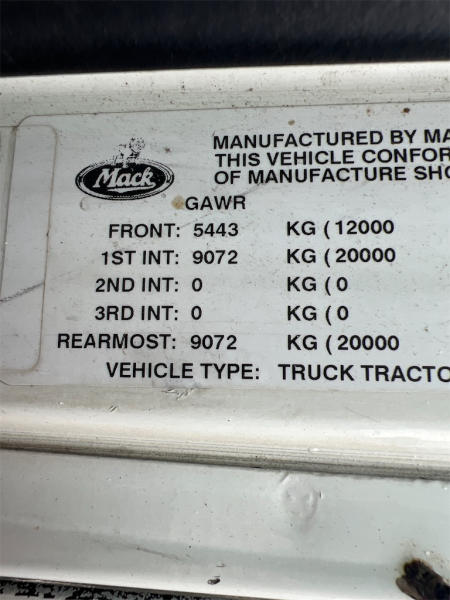 Mack
MANUFACTURED BY MA
THIS VEHICLE CONFOR
OF MANUFACTURE SHO
GAWR
FRONT: 5443 KG ( 12000
1ST INT: 9072 KG ( 20000
2ND INT: 0 KG ( 0
3RD INT: 0 KG ( 0
REARMOST: 9072 KG ( 20000
VEHICLE TYPE: TRUCK TRACTO